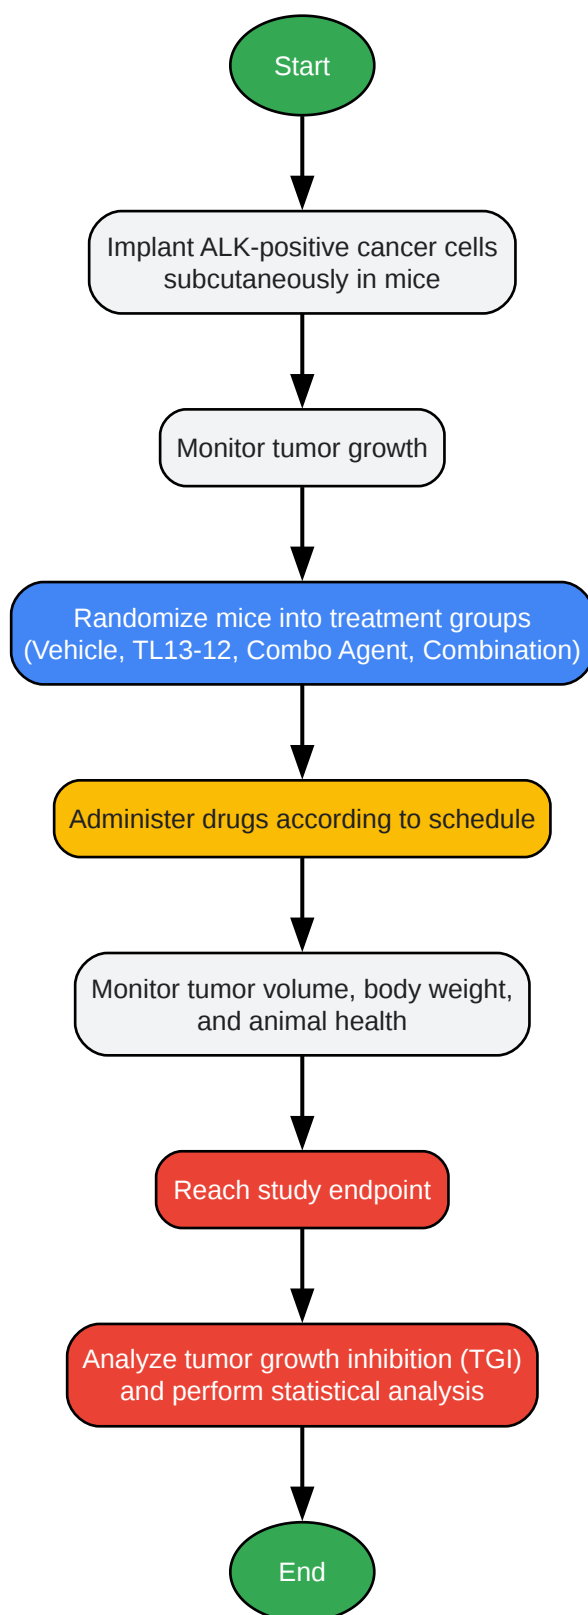 Start
Implant ALK-positive cancer cells
subcutaneously in mice
Monitor tumor growth
Randomize mice into treatment groups
(Vehicle, TL13-12, Combo Agent, Combination)
Administer drugs according to schedule
Monitor tumor volume, body weight,
and animal health
Reach study endpoint
Analyze tumor growth inhibition (TGI)
and perform statistical analysis
End